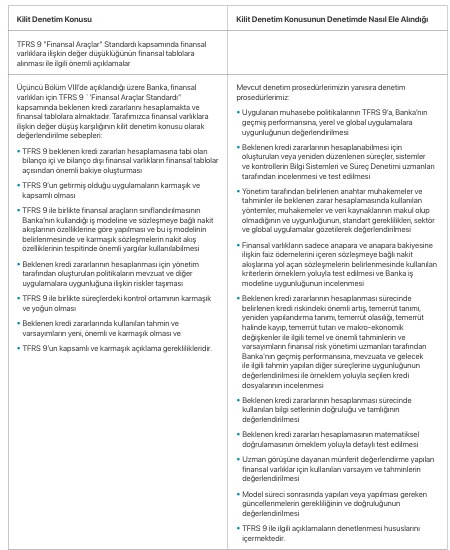 Kilit Denetim Konusu
Kilit Denetim Konusunun Denetimde Nasıl Ele Alındığı
TFRS 9 "Finansal Araçlar" Standardı kapsamında finansal
varlıklara ilişkin değer düşüklüğünün finansal tablolara
alınması ile ilgili önemli açıklamalar
Üçüncü Bölüm VIII'de açıklandığı üzere Banka, finansal
varlıkları için TFRS 9 ``Finansal Araçlar Standardı"
kapsamında beklenen kredi zararlarını hesaplamakta ve
finansal tablolara almaktadır. Tarafımızca finansal varlıklara
ilişkin değer düşüş karşılığının kilit denetim konusu olarak
değerlendirilme sebepleri:
• TFRS 9 beklenen kredi zararları hesaplamasına tabi olan
bilanço içi ve bilanço dışı finansal varlıkların finansal tablolar
açısından önemli bakiye oluşturması
• TFRS 9'un getirmiş olduğu uygulamaların karmaşık ve
kapsamlı olması
• TFRS 9 ile birlikte finansal araçların sınıflandırılmasının
Banka'nın kullandığı iş modeline ve sözleşmeye bağlı nakit
akışlarının özelliklerine göre yapılması ve bu iş modelinin
belirlenmesinde ve karmaşık sözleşmelerin nakit akış
özelliklerinin tespitinde önemli yargılar kullanılabilmesi
• Beklenen kredi zararlarının hesaplanması için yönetim
tarafından oluşturulan politikaların mevzuat ve diğer
uygulamalara uygunluğuna ilişkin riskler taşıması
• TFRS 9 ile birlikte süreçlerdeki kontrol ortamının karmaşık
ve yoğun olması
• Beklenen kredi zararlarında kullanılan tahmin ve
varsayımların yeni, önemli ve karmaşık olması ve
• TFRS 9'un kapsamlı ve karmaşık açıklama gereklilikleridir.
Mevcut denetim prosedürlerimizin yanısıra denetim
prosedürlerimiz:
• Uygulanan muhasebe politikalarının TFRS 9'a, Banka'nın
geçmiş performansına, yerel ve global uygulamalara
uygunluğunun değerlendirilmesi
• Beklenen kredi zararlarının hesaplanabilmesi için
oluşturulan veya yeniden düzenlenen süreçler, sistemler
ve kontrollerin Bilgi Sistemleri ve Süreç Denetimi uzmanları
tarafından incelenmesi ve test edilmesi
• Yönetim tarafından belirlenen anahtar muhakemeler ve
tahminler ile beklenen zarar hesaplamasında kullanılan
yöntemler, muhakemeler ve veri kaynaklarının makul olup
olmadığının ve uygunluğunun, standart gereklilikleri, sektör
ve global uygulamalar gözetilerek değerlendirilmesi
• Finansal varlıkların sadece anapara ve anapara bakiyesine
ilişkin faiz ödemelerini içeren sözleşmeye bağlı nakit
akışlarına yol açan sözleşmelerin belirlenmesinde kullanılan
kriterlerin örneklem yoluyla test edilmesi ve Banka iş
modeline uygunluğunun incelenmesi
• Beklenen kredi zararlarının hesaplanması sürecinde
belirlenen kredi riskindeki önemli artış, temerrüt tanımı,
yeniden yapılandırma tanımı, temerrüt olasılığı, temerrüt
halinde kayıp, temerrüt tutarı ve makro-ekonomik
değişkenler ile ilgili temel ve önemli tahminlerin ve
varsayımların finansal risk yönetimi uzmanları tarafından
Banka'nın geçmiş performansına, mevzuata ve gelecek
ile ilgili tahmin yapılan diğer süreçlerine uygunluğunun
değerlendirilmesi ile örneklem yoluyla seçilen kredi
dosyalarının incelenmesi
• Beklenen kredi zararlarının hesaplanması sürecinde
kullanılan bilgi setlerinin doğruluğu ve tamlığının
değerlendirilmesi
• Beklenen kredi zararları hesaplamasının matematiksel
doğrulamasının örneklem yoluyla detaylı test edilmesi
• Uzman görüşüne dayanan münferit değerlendirme yapılan
finansal varlıklar için kullanılan varsayım ve tahminlerin
değerlendirilmesi
• Model süreci sonrasında yapılan veya yapılması gereken
güncellemelerin gerekliliğinin ve doğruluğunun
değerlendirilmesi
• TFRS 9 ile ilgili açıklamaların denetlenmesi hususlarını
içermektedir.